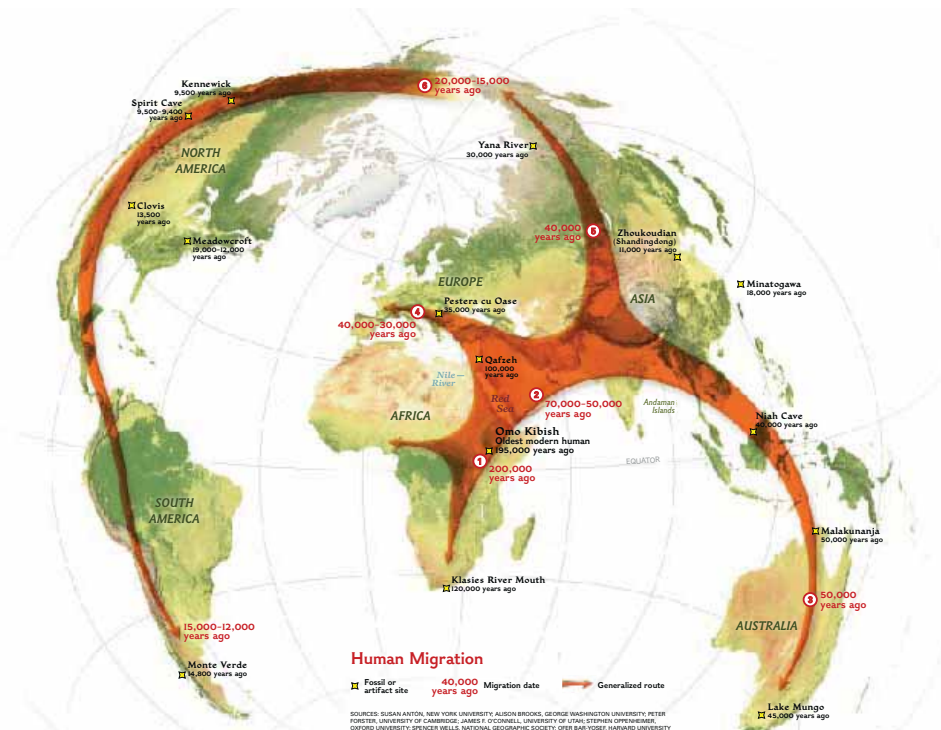 Kennewick
9,500 years ago
Spirit Cave
9,500-9,400
years ago
6
20,000-15,000
years ago
NORTH
AMERICA
Yana River
30,000 years ago
Clovis
13,500
years ago
Meadowcroft
19,000-12,000
years ago
40,000
years ago
5
Zhoukoudian
(Shandingdong)
11,000 years ago
EUROPE
ASIA
Minatogawa
18,000 years ago
Pestera cu Oase
35,000 years ago
4
40,000-30,000
years ago
Qafzeh
100,000
years ago
Nile
River
Red
Sea
2
70,000-50,000
years ago
Andaman
Islands
AFRICA
Niah Cave
40,000 years ago
Omo Kibish
Oldest modern human
195,000 years ago
1
200,000
years ago
EQUATOR
SOUTH
AMERICA
Malakunanja
50,000 years ago
Klasies River Mouth
120,000 years ago
3
50,000
years ago
AUSTRALIA
15,000-12,000
years ago
Monte Verde
14,800 years ago
Lake Mungo
45,000 years ago
Human Migration
Fossil or
artifact site
40,000
years ago
Migration date
Generalized route
SOURCES: SUSAN ANTÓN, NEW YORK UNIVERSITY; ALISON BROOKS, GEORGE WASHINGTON UNIVERSITY; PETER
FORSTER, UNIVERSITY OF CAMBRIDGE; JAMES F. O'CONNELL, UNIVERSITY OF UTAH; STEPHEN OPPENHEIMER,
OXFORD UNIVERSITY; SPENCER WELLS, NATIONAL GEOGRAPHIC SOCIETY; OFER BAR-YOSEF, HARVARD UNIVERSITY